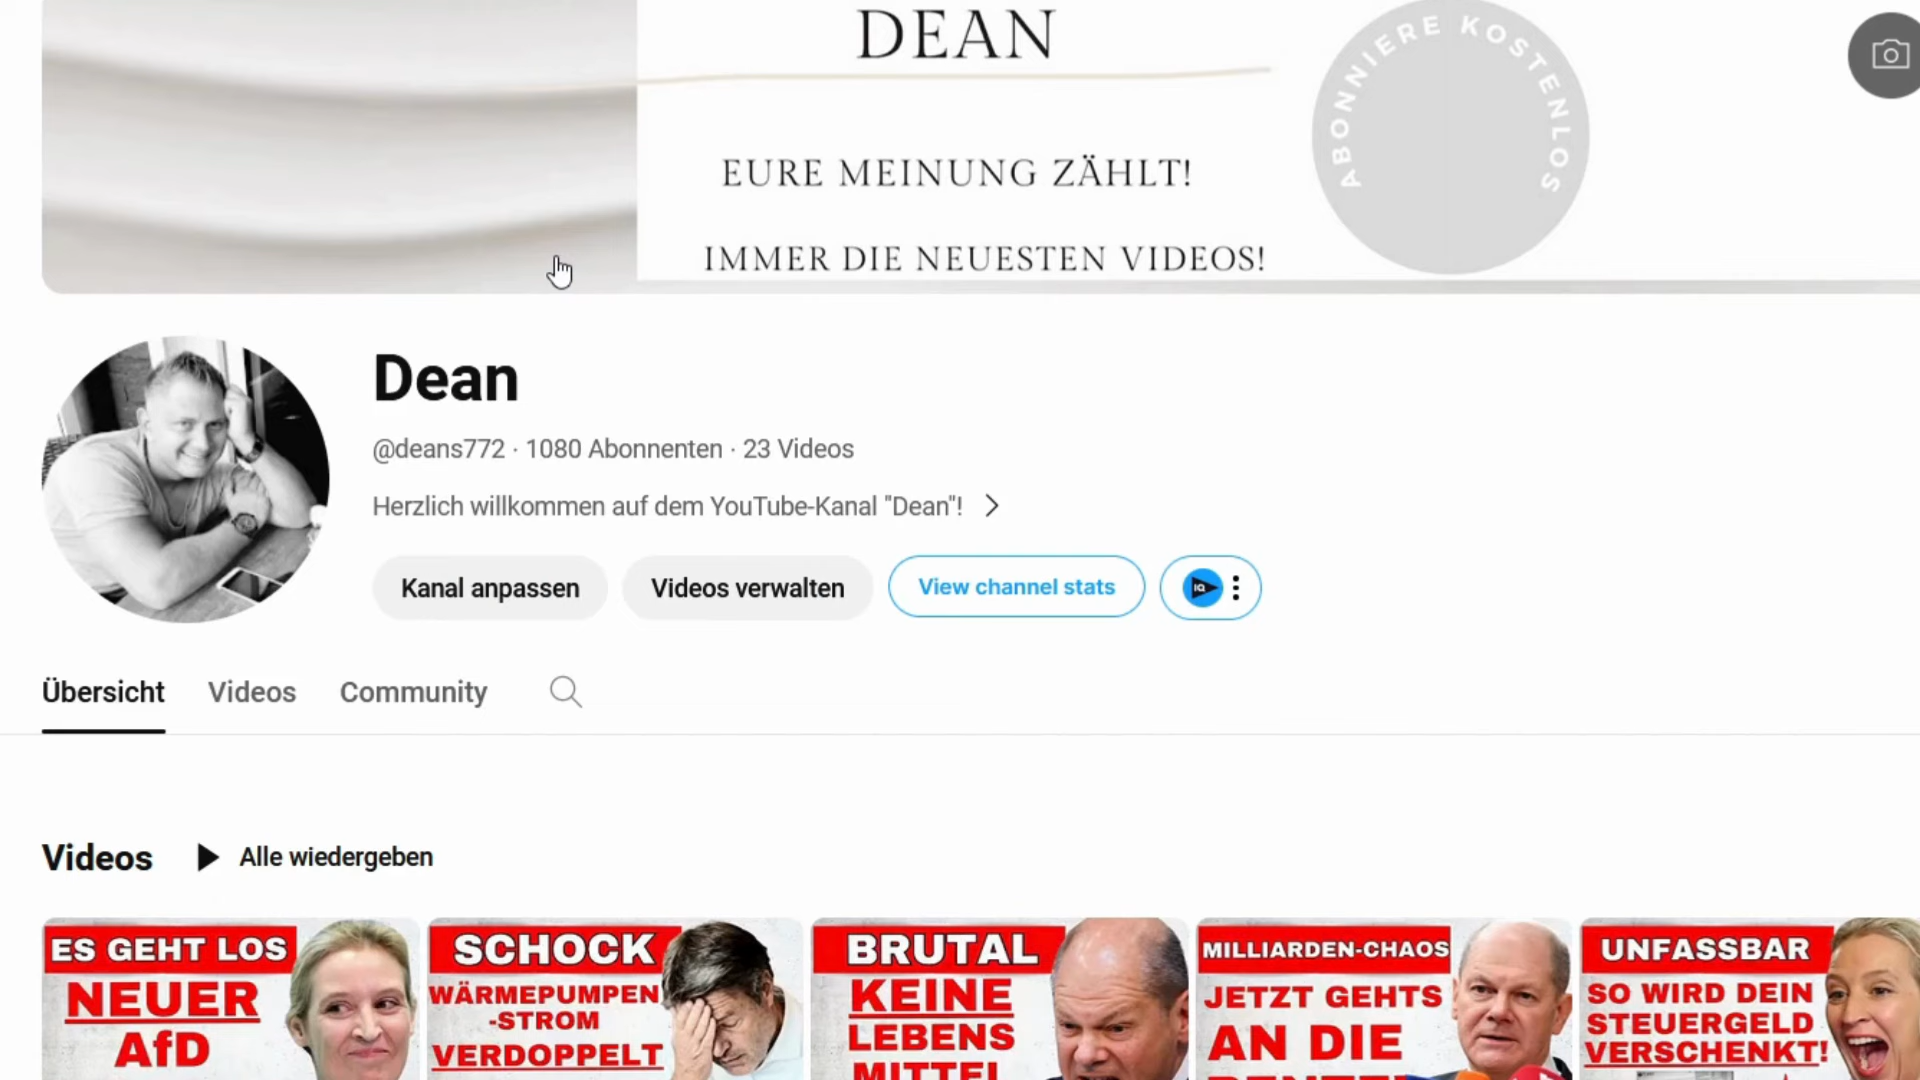 DEAN
EURE MEINUNG ZÄHLT!
IMMER DIE NEUESTEN VIDEOS!
ABONNIERE KOSTENLOS
Dean
@deans772 · 1080 Abonnenten · 23 Videos
Herzlich willkommen auf dem YouTube-Kanal "Dean"!
Kanal anpassen
Videos verwalten
View channel stats
IQ
Übersicht
Videos
Community
Videos
Alle wiedergeben
ES GEHT LOS
NEUER
AfD
SCHOCK
WÄRMEPUMPEN
-STROM
VERDOPPELT
BRUTAL
KEINE
LEBENS
MITTEL
MILLIARDEN-CHAOS
JETZT GEHTS
AN DIE
UNFASSBAR
SO WIRD DEIN
STEUERGELD
VERSCHENKT!